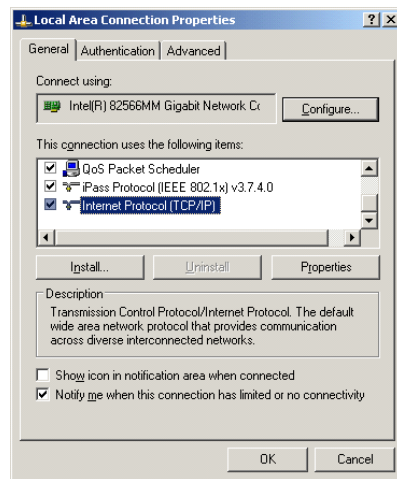 Local Area Connection Properties
General Authentication Advanced
Connect using:
Intel(R) 82566MM Gigabit Network Cc Configure...
This connection uses the following items:
QoS Packet Scheduler
iPass Protocol (IEEE 802.1x) v3.7.4.0
Internet Protocol (TCP/IP)
Install... Uninstall Properties
Description
Transmission Control Protocol/Internet Protocol. The default
wide area network protocol that provides communication
across diverse interconnected networks.
Show icon in notification area when connected
Notify me when this connection has limited or no connectivity
OK Cancel